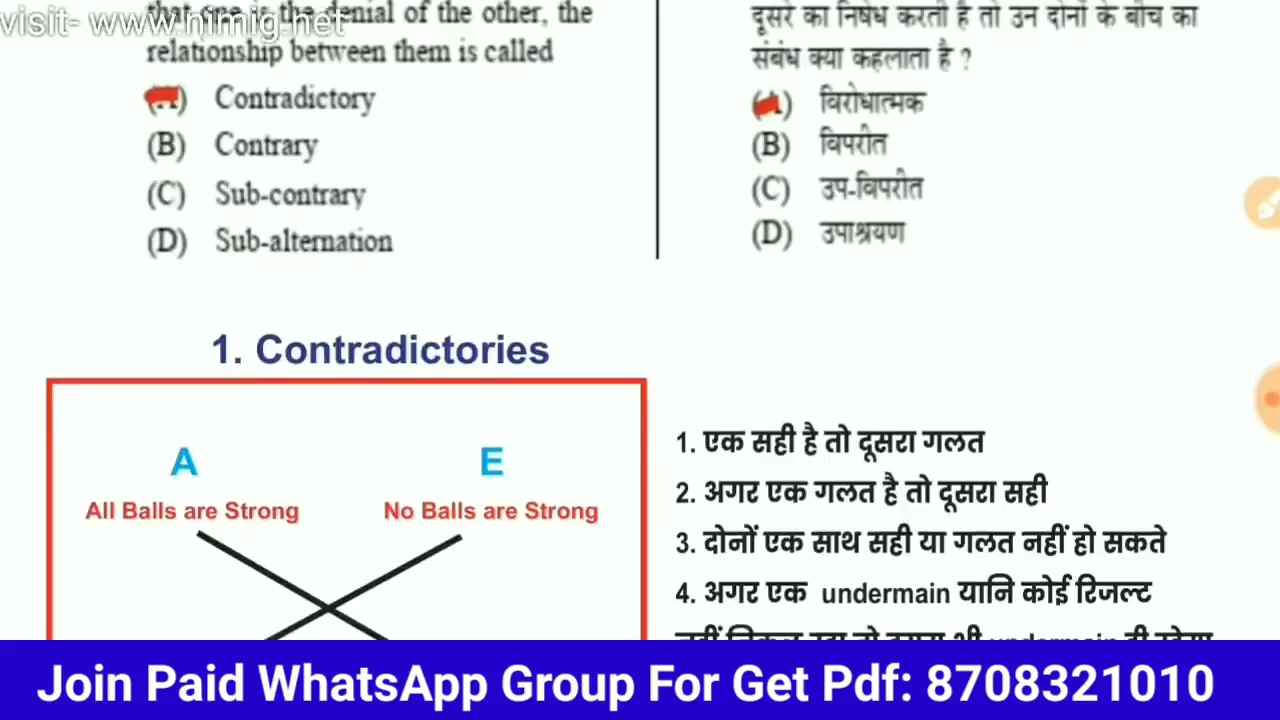 visit- www.himig.net
that one is the denial of the other, the
relationship between them is called
(A) Contradictory
(B) Contrary
(C) Sub-contrary
(D) Sub-alternation
दूसरे का निषेध करती है तो उन दोनों के बीच का
संबंध क्या कहलाता है ?
(A) विरोधात्मक
(B) विपरीत
(C) उप-विपरीत
(D) उपाश्रयण
1. Contradictories
A
E
All Balls are Strong
No Balls are Strong
1. एक सही है तो दूसरा गलत
2. अगर एक गलत है तो दूसरा सही
3. दोनों एक साथ सही या गलत नहीं हो सकते
4. अगर एक undermain यानि कोई रिजल्ट
Join Paid WhatsApp Group For Get Pdf: 8708321010